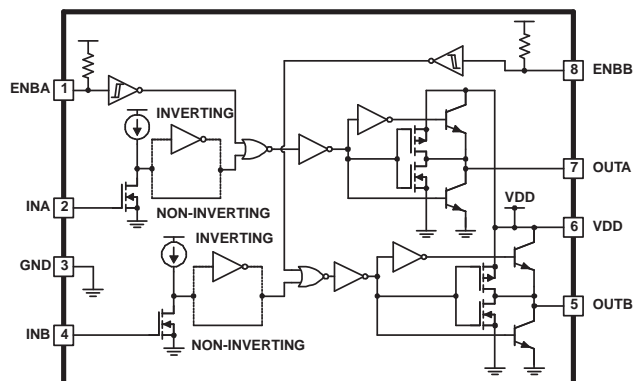 ENBA 1
8 ENBB
INVERTING
7 OUTA
INA 2
NON-INVERTING
VDD
INVERTING
6 VDD
GND 3
5 OUTB
INB 4
NON-INVERTING